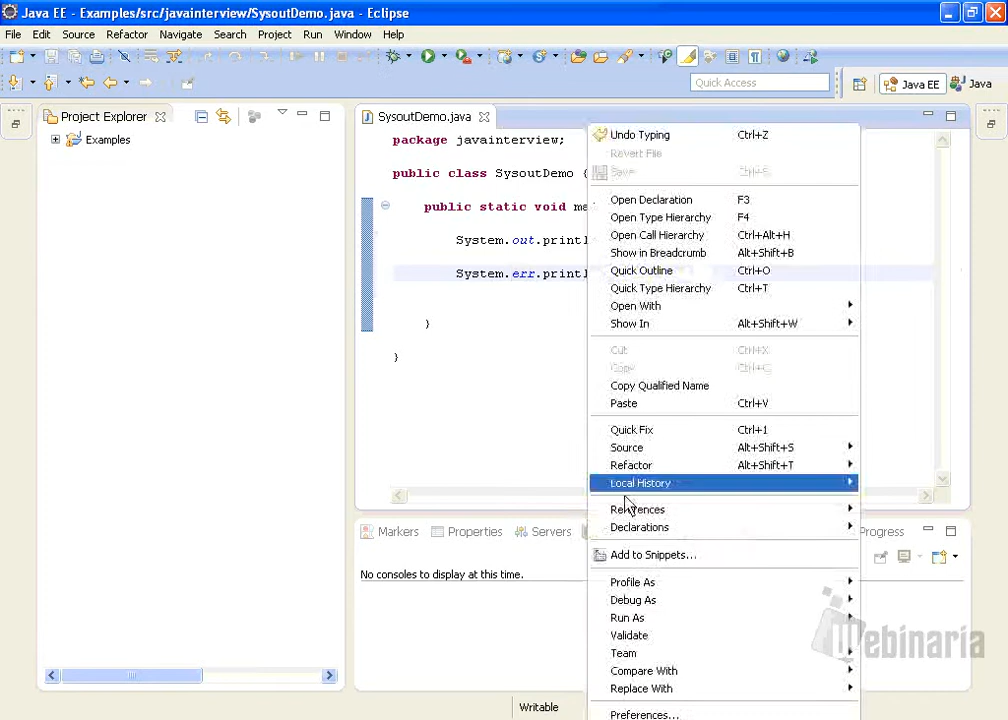 Java EE - Examples/src/javainterview/SysoutDemo.java - Eclipse
File Edit Source Refactor Navigate Search Project Run Window Help
Quick Access
Java EE
Java
Project Explorer
Examples
SysoutDemo.java
package javainterview;
public class SysoutDemo {
public static void ma
System.out.printl
System.err.printl
}
}
Undo Typing Ctrl+Z
Revert File
Save Ctrl+S
Open Declaration F3
Open Type Hierarchy F4
Open Call Hierarchy Ctrl+Alt+H
Show in Breadcrumb Alt+Shift+B
Quick Outline Ctrl+O
Quick Type Hierarchy Ctrl+T
Open With
Show In Alt+Shift+W
Cut Ctrl+X
Copy Ctrl+C
Copy Qualified Name
Paste Ctrl+V
Quick Fix Ctrl+1
Source Alt+Shift+S
Refactor Alt+Shift+T
Local History
References
Declarations
Add to Snippets...
Profile As
Debug As
Run As
Validate
Team
Compare With
Replace With
Preferences...
Markers Properties Servers
Progress
No consoles to display at this time.
Writable
Webinaria